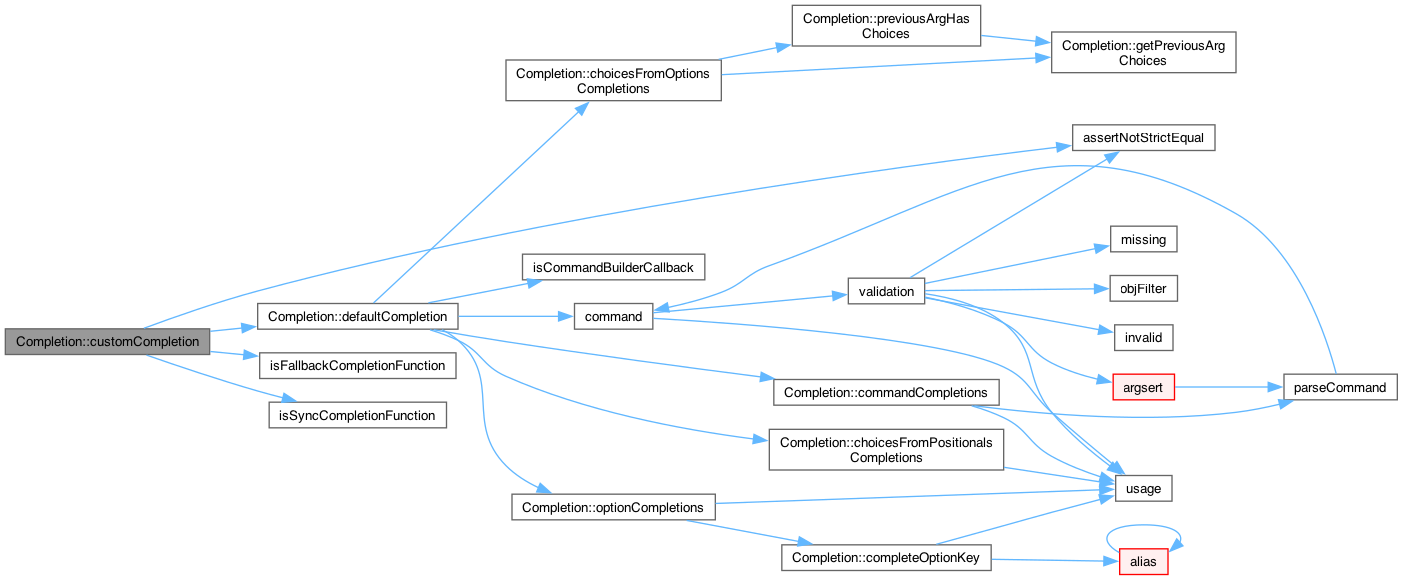 Completion::previousArgHas
Choices
Completion::getPreviousArg
Choices
Completion::choicesFromOptions
Completions
assertNotStrictEqual
missing
isCommandBuilderCallback
objFilter
validation
Completion::defaultCompletion
command
invalid
Completion::customCompletion
isFallbackCompletionFunction
argsert
parseCommand
Completion::commandCompletions
isSyncCompletionFunction
Completion::choicesFromPositionals
Completions
usage
Completion::optionCompletions
Completion::completeOptionKey
alias